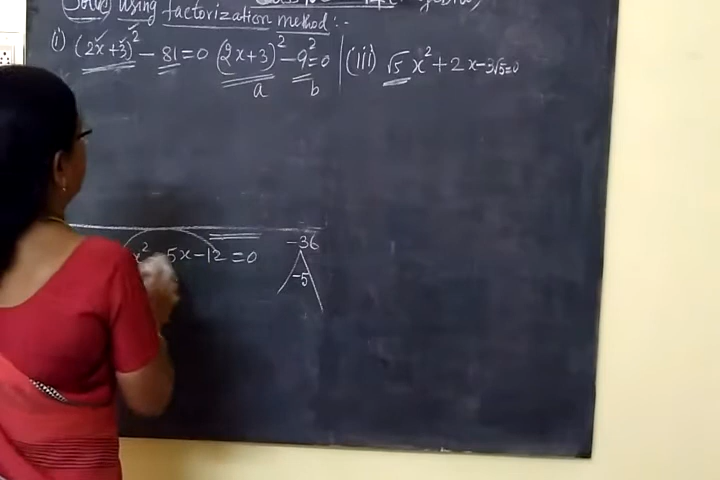 Solve using factorization method :-
(i) (2x+3)² - 81 = 0 (2x+3)² - 9² = 0 (iii) √5 x² + 2x - 3√5 = 0
a b
x² - 5x - 12 = 0 -36
-5